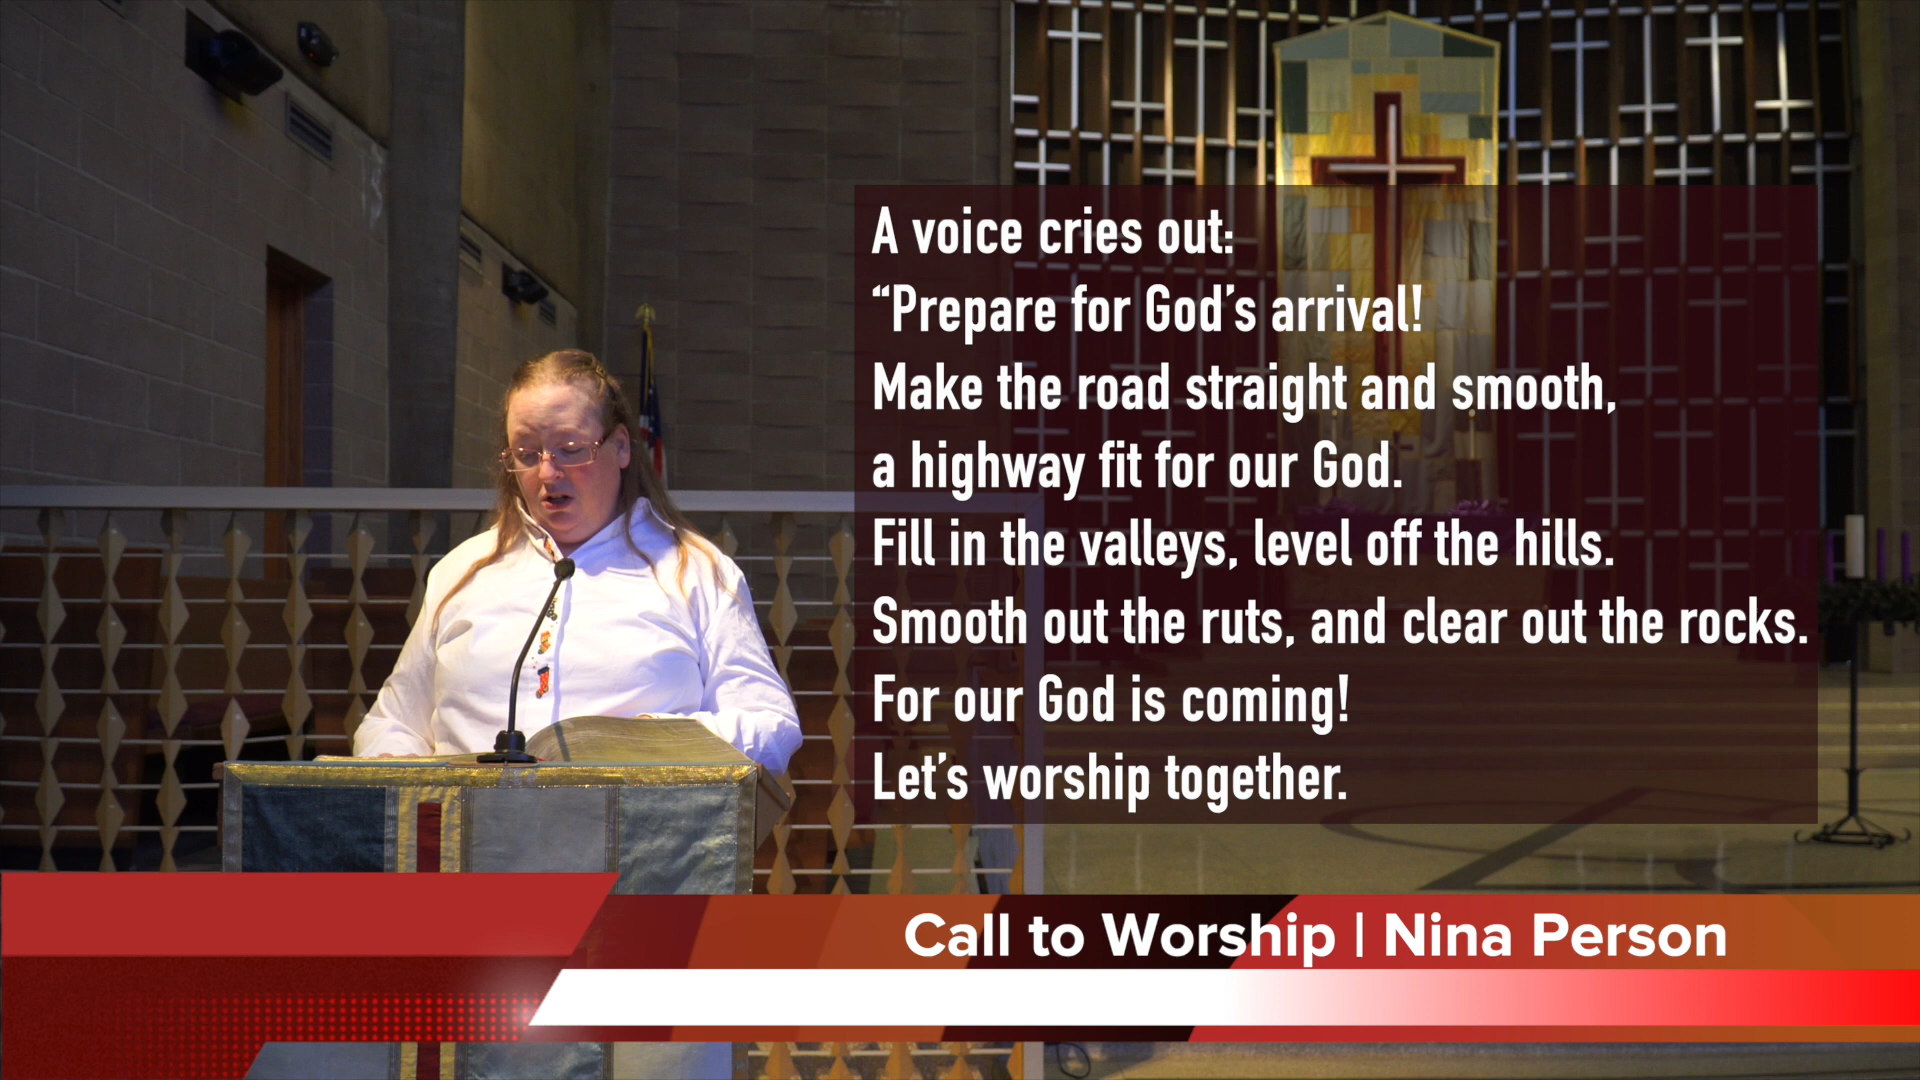 A voice cries out:
“Prepare for God’s arrival!
Make the road straight and smooth,
a highway fit for our God.
Fill in the valleys, level off the hills.
Smooth out the ruts, and clear out the rocks.
For our God is coming!
Let’s worship together.
Call to Worship | Nina Person